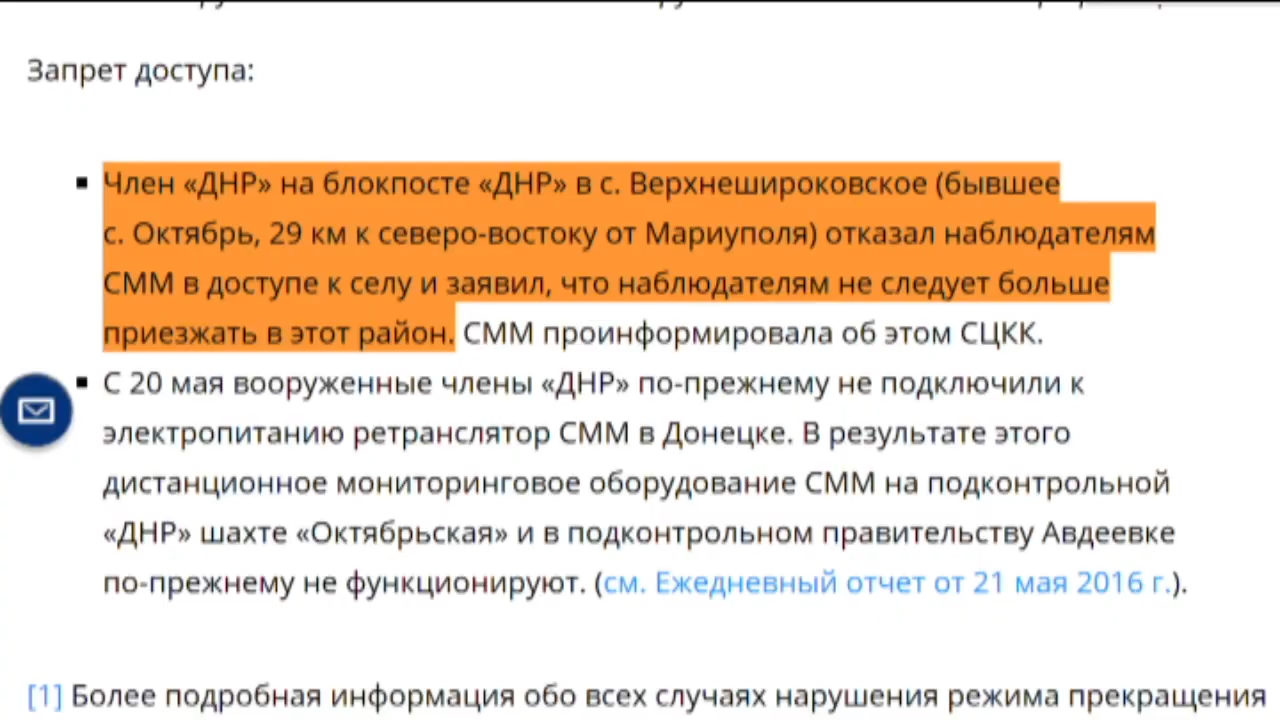 Запрет доступа:
Член «ДНР» на блокпосте «ДНР» в с. Верхнешироковское (бывшее
с. Октябрь, 29 км к северо-востоку от Мариуполя) отказал наблюдателям
СММ в доступе к селу и заявил, что наблюдателям не следует больше
приезжать в этот район. СММ проинформировала об этом СЦКК.
С 20 мая вооруженные члены «ДНР» по-прежнему не подключили к
электропитанию ретранслятор СММ в Донецке. В результате этого
дистанционное мониторинговое оборудование СММ на подконтрольной
«ДНР» шахте «Октябрьская» и в подконтрольном правительству Авдеевке
по-прежнему не функционируют. (см. Ежедневный отчет от 21 мая 2016 г.).
[1] Более подробная информация обо всех случаях нарушения режима прекращения